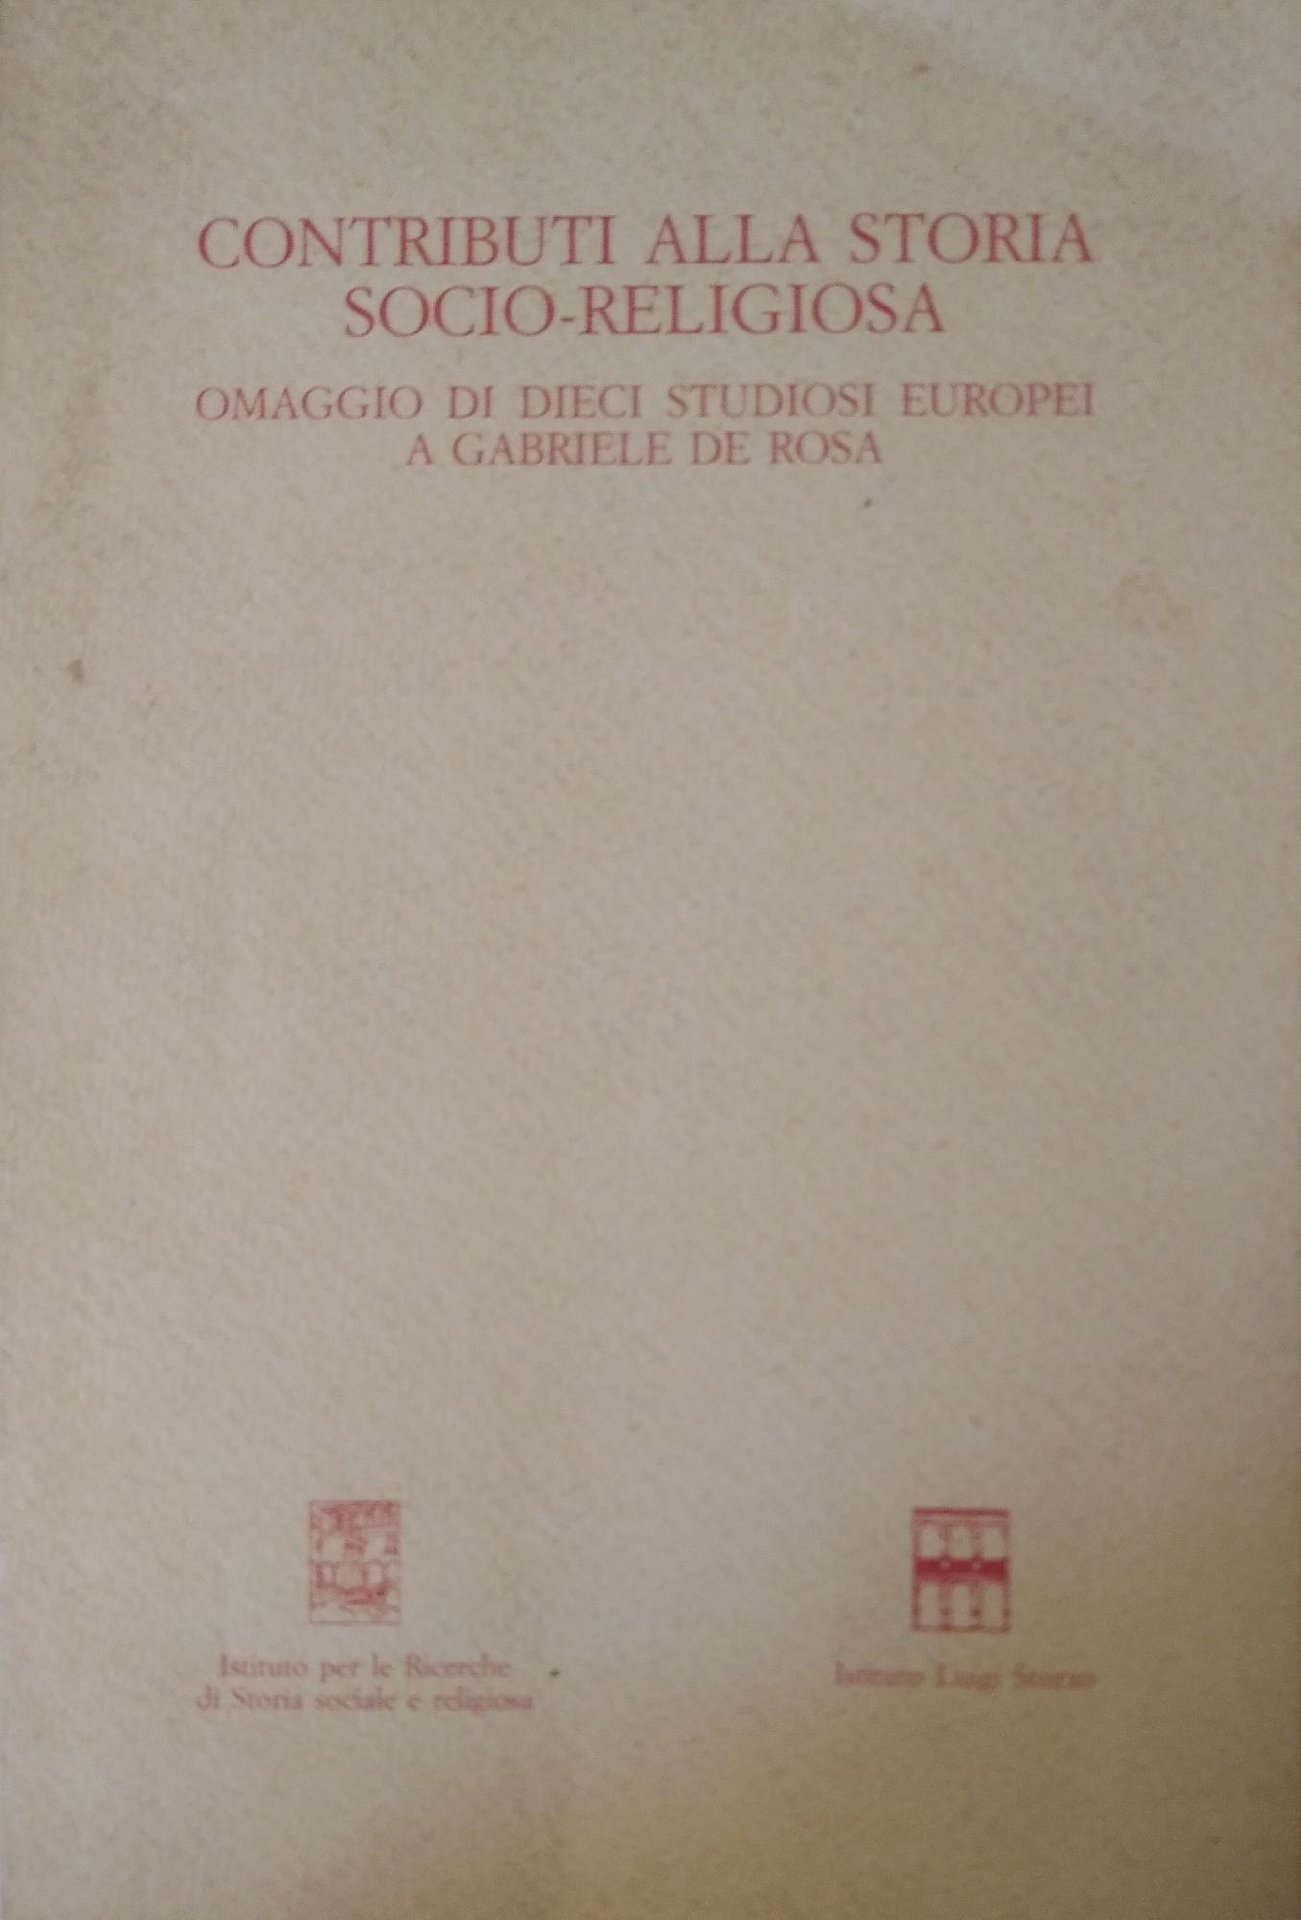 CONTRIBUTI ALLA STORIA
SOCIO-RELIGIOSA
OMAGGIO DI DIECI STUDIOSI EUROPEI
A GABRIELE DE ROSA
Istituto per le Ricerche
di Storia sociale e religiosa
Istituto Luigi Sturzo